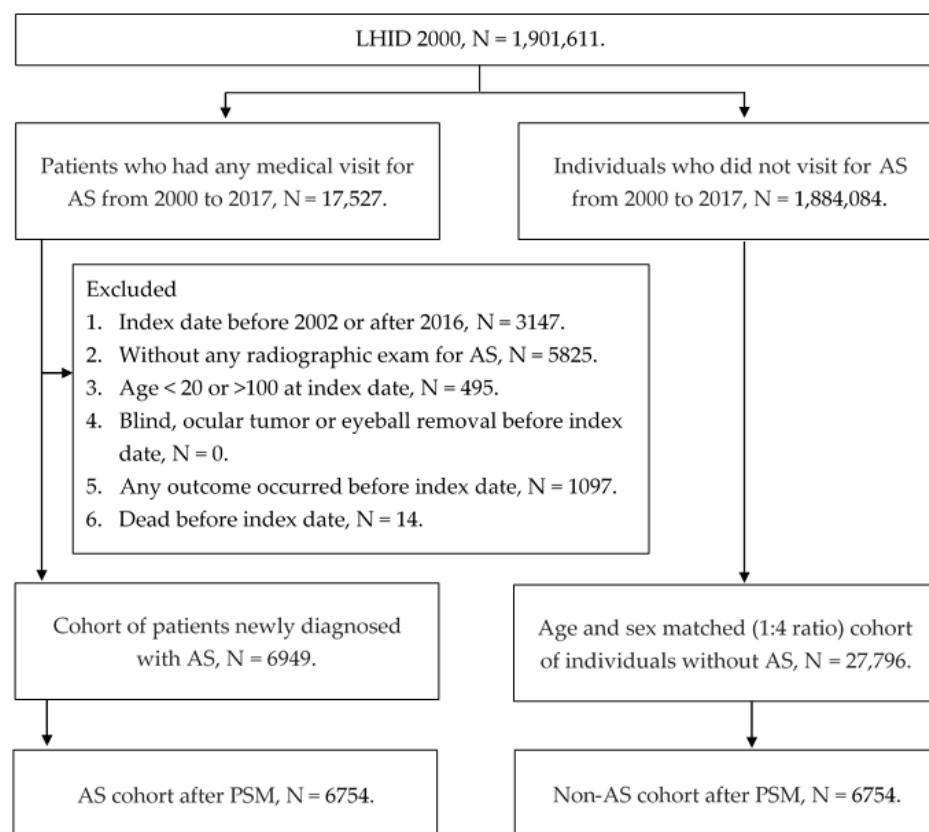 LHID 2000, N = 1,901,611.
Patients who had any medical visit for
AS from 2000 to 2017, N = 17,527.
Individuals who did not visit for AS
from 2000 to 2017, N = 1,884,084.
Excluded
1. Index date before 2002 or after 2016, N = 3147.
2. Without any radiographic exam for AS, N = 5825.
3. Age < 20 or >100 at index date, N = 495.
4. Blind, ocular tumor or eyeball removal before index
date, N = 0.
5. Any outcome occurred before index date, N = 1097.
6. Dead before index date, N = 14.
Cohort of patients newly diagnosed
with AS, N = 6949.
Age and sex matched (1:4 ratio) cohort
of individuals without AS, N = 27,796.
AS cohort after PSM, N = 6754.
Non-AS cohort after PSM, N = 6754.